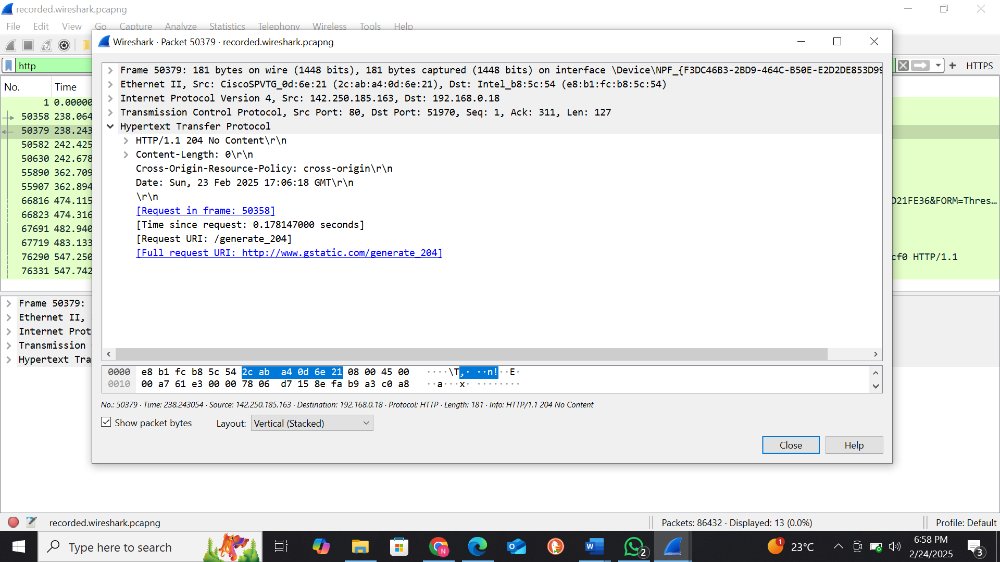 recorded.wireshark.pcapng
File Edit View Go Capture Analyze Statistics Telephony Wireless Tools Help
Wireshark · Packet 50379 · recorded.wireshark.pcapng
http
HTTPS
No. Time
1 0.00000
50358 238.064
50379 238.243
50582 242.425
50630 242.678
55890 362.709
55907 362.894
66816 474.115
D21FE36&FORM=Thres...
66823 474.316
67691 482.940
67719 483.133
76290 547.250
cf0 HTTP/1.1
76331 547.742
Frame 50379: 181 bytes on wire (1448 bits), 181 bytes captured (1448 bits) on interface \Device\NPF_{F3DC46B3-2BD9-464C-B50E-E2D2DE853D99
Ethernet II, Src: CiscoSPVTG_0d:6e:21 (2c:ab:a4:0d:6e:21), Dst: Intel_b8:5c:54 (e8:b1:fc:b8:5c:54)
Internet Protocol Version 4, Src: 142.250.185.163, Dst: 192.168.0.18
Transmission Control Protocol, Src Port: 80, Dst Port: 51970, Seq: 1, Ack: 311, Len: 127
Hypertext Transfer Protocol
HTTP/1.1 204 No Content\r\n
Content-Length: 0\r\n
Cross-Origin-Resource-Policy: cross-origin\r\n
Date: Sun, 23 Feb 2025 17:06:18 GMT\r\n
\r\n
[Request in frame: 50358]
[Time since request: 0.178147000 seconds]
[Request URI: /generate_204]
[Full request URI: http://www.gstatic.com/generate_204]
Frame 50379:
Ethernet II,
Internet Prot
Transmission
Hypertext Tra
0000 e8 b1 fc b8 5c 54 2c ab a4 0d 6e 21 08 00 45 00 ····\T,· ··n!··E·
0010 00 a7 61 e3 00 00 78 06 d7 15 8e fa b9 a3 c0 a8 ··a···x· ········
No.: 50379 · Time: 238.243054 · Source: 142.250.185.163 · Destination: 192.168.0.18 · Protocol: HTTP · Length: 181 · Info: HTTP/1.1 204 No Content
Show packet bytes Layout: Vertical (Stacked)
Close Help
recorded.wireshark.pcapng Packets: 86432 · Displayed: 13 (0.0%) Profile: Default
Type here to search
N
W
2
1
23°C
6:58 PM
2/24/2025
3